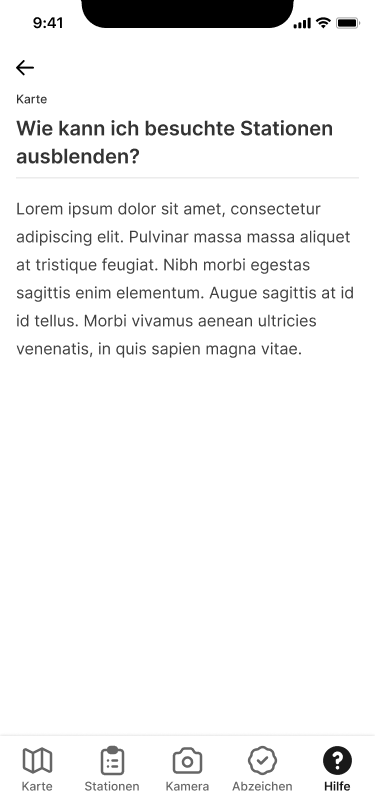 9:41
Karte
Wie kann ich besuchte Stationen
ausblenden?
Lorem ipsum dolor sit amet, consectetur
adipiscing elit. Pulvinar massa massa aliquet
at tristique feugiat. Nibh morbi egestas
sagittis enim elementum. Augue sagittis at id
id tellus. Morbi vivamus aenean ultricies
venenatis, in quis sapien magna vitae.
Karte Stationen Kamera Abzeichen Hilfe